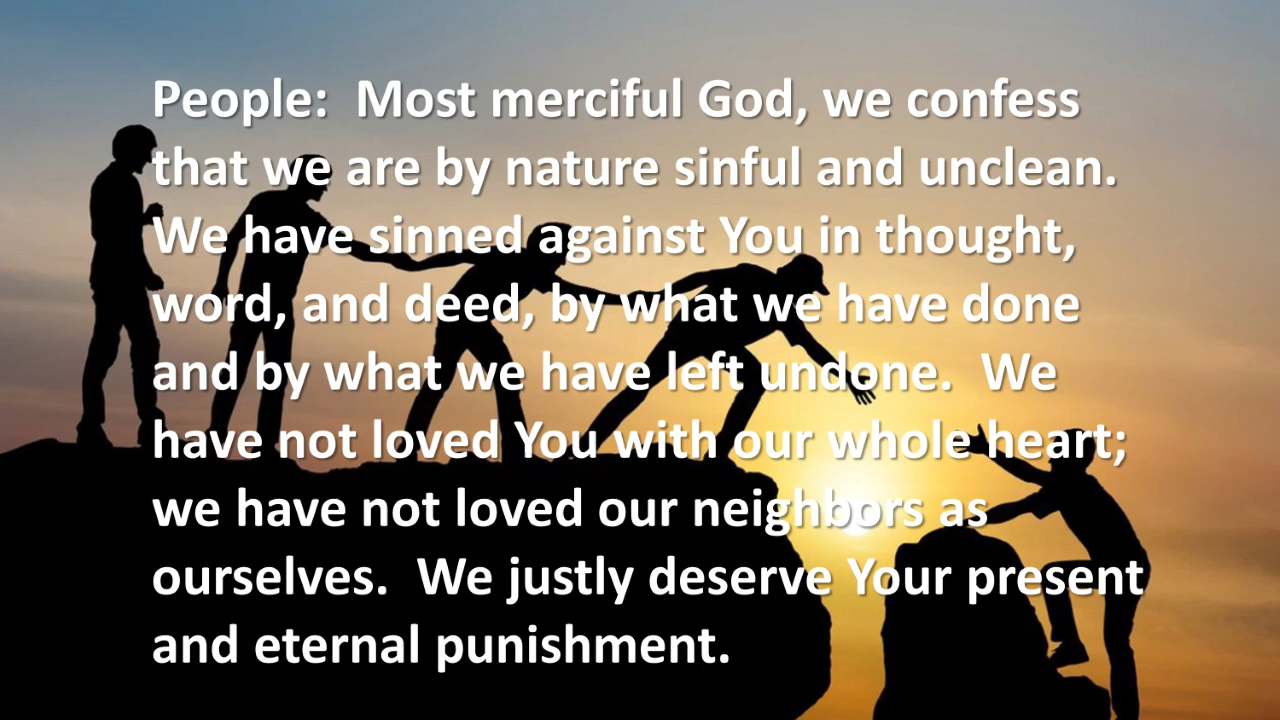 People:  Most merciful God, we confess
that we are by nature sinful and unclean.
We have sinned against You in thought,
word, and deed, by what we have done
and by what we have left undone.  We
have not loved You with our whole heart;
we have not loved our neighbors as
ourselves.  We justly deserve Your present
and eternal punishment.